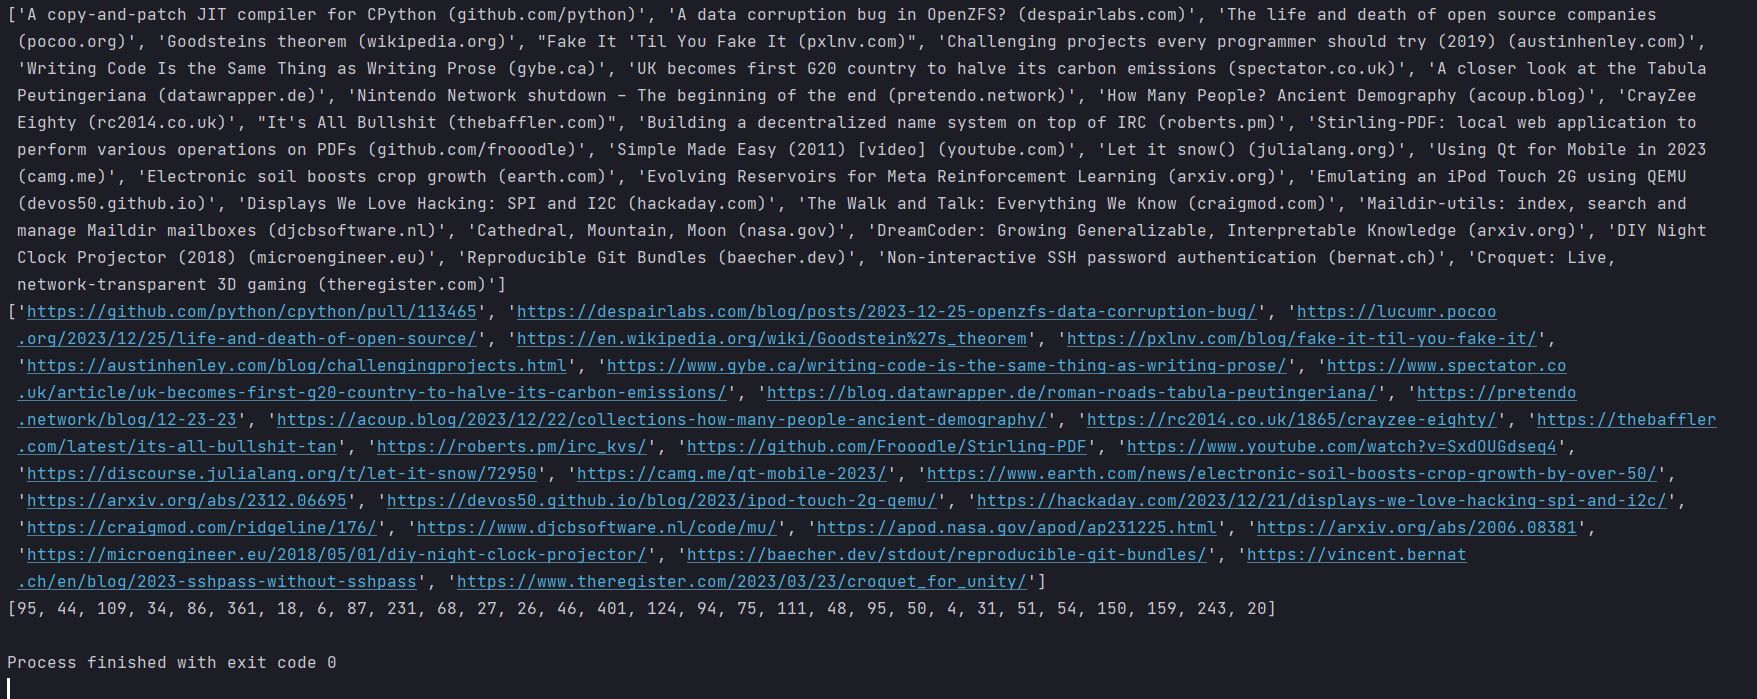 ['A copy-and-patch JIT compiler for CPython (github.com/python)', 'A data corruption bug in OpenZFS? (despairlabs.com)', 'The life and death of open source companies
(pocoo.org)', 'Goodsteins theorem (wikipedia.org)', "Fake It 'Til You Fake It (pxlnv.com)", 'Challenging projects every programmer should try (2019) (austinhenley.com)',
'Writing Code Is the Same Thing as Writing Prose (gybe.ca)', 'UK becomes first G20 country to halve its carbon emissions (spectator.co.uk)', 'A closer look at the Tabula
Peutingeriana (datawrapper.de)', 'Nintendo Network shutdown – The beginning of the end (pretendo.network)', 'How Many People? Ancient Demography (acoup.blog)', 'CrayZee
Eighty (rc2014.co.uk)', "It's All Bullshit (thebaffler.com)", 'Building a decentralized name system on top of IRC (roberts.pm)', 'Stirling-PDF: local web application to
perform various operations on PDFs (github.com/frooodle)', 'Simple Made Easy (2011) [video] (youtube.com)', 'Let it snow() (julialang.org)', 'Using Qt for Mobile in 2023
(camg.me)', 'Electronic soil boosts crop growth (earth.com)', 'Evolving Reservoirs for Meta Reinforcement Learning (arxiv.org)', 'Emulating an iPod Touch 2G using QEMU
(devos50.github.io)', 'Displays We Love Hacking: SPI and I2C (hackaday.com)', 'The Walk and Talk: Everything We Know (craigmod.com)', 'Maildir-utils: index, search and
manage Maildir mailboxes (djcbsoftware.nl)', 'Cathedral, Mountain, Moon (nasa.gov)', 'DreamCoder: Growing Generalizable, Interpretable Knowledge (arxiv.org)', 'DIY Night
Clock Projector (2018) (microengineer.eu)', 'Reproducible Git Bundles (baecher.dev)', 'Non-interactive SSH password authentication (bernat.ch)', 'Croquet: Live,
network-transparent 3D gaming (theregister.com)']
['https://github.com/python/cpython/pull/113465', 'https://despairlabs.com/blog/posts/2023-12-25-openzfs-data-corruption-bug/', 'https://lucumr.pocoo
.org/2023/12/25/life-and-death-of-open-source/', 'https://en.wikipedia.org/wiki/Goodstein%27s_theorem', 'https://pxlnv.com/blog/fake-it-til-you-fake-it/',
'https://austinhenley.com/blog/challengingprojects.html', 'https://www.gybe.ca/writing-code-is-the-same-thing-as-writing-prose/', 'https://www.spectator.co
.uk/article/uk-becomes-first-g20-country-to-halve-its-carbon-emissions/', 'https://blog.datawrapper.de/roman-roads-tabula-peutingeriana/', 'https://pretendo
.network/blog/12-23-23', 'https://acoup.blog/2023/12/22/collections-how-many-people-ancient-demography/', 'https://rc2014.co.uk/1865/crayzee-eighty/', 'https://thebaffler
.com/latest/its-all-bullshit-tan', 'https://roberts.pm/irc_kvs/', 'https://github.com/Frooodle/Stirling-PDF', 'https://www.youtube.com/watch?v=SxdOUGdseq4',
'https://discourse.julialang.org/t/let-it-snow/72950', 'https://camg.me/qt-mobile-2023/', 'https://www.earth.com/news/electronic-soil-boosts-crop-growth-by-over-50/',
'https://arxiv.org/abs/2312.06695', 'https://devos50.github.io/blog/2023/ipod-touch-2g-qemu/', 'https://hackaday.com/2023/12/21/displays-we-love-hacking-spi-and-i2c/',
'https://craigmod.com/ridgeline/176/', 'https://www.djcbsoftware.nl/code/mu/', 'https://apod.nasa.gov/apod/ap231225.html', 'https://arxiv.org/abs/2006.08381',
'https://microengineer.eu/2018/05/01/diy-night-clock-projector/', 'https://baecher.dev/stdout/reproducible-git-bundles/', 'https://vincent.bernat
.ch/en/blog/2023-sshpass-without-sshpass', 'https://www.theregister.com/2023/03/23/croquet_for_unity/']
[95, 44, 109, 34, 86, 361, 18, 6, 87, 231, 68, 27, 26, 46, 401, 124, 94, 75, 111, 48, 95, 50, 4, 31, 51, 54, 150, 159, 243, 20]
Process finished with exit code 0